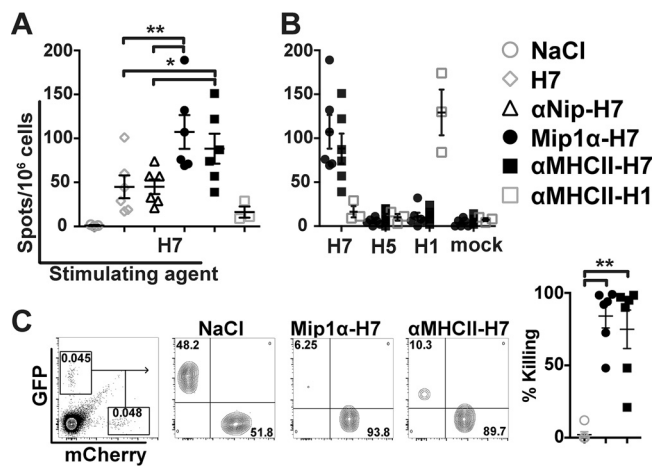 A
Spots/10⁶ cells
200
150
100
50
0
**
*
H7
Stimulating agent
B
200
150
100
50
0
H7 H5 H1 mock
NaCl
H7
αNip-H7
Mip1α-H7
αMHCII-H7
αMHCII-H1
C
GFP
mCherry
0.045
0.048
NaCl
48.2
51.8
Mip1α-H7
6.25
93.8
αMHCII-H7
10.3
89.7
% Killing
100
50
0
**